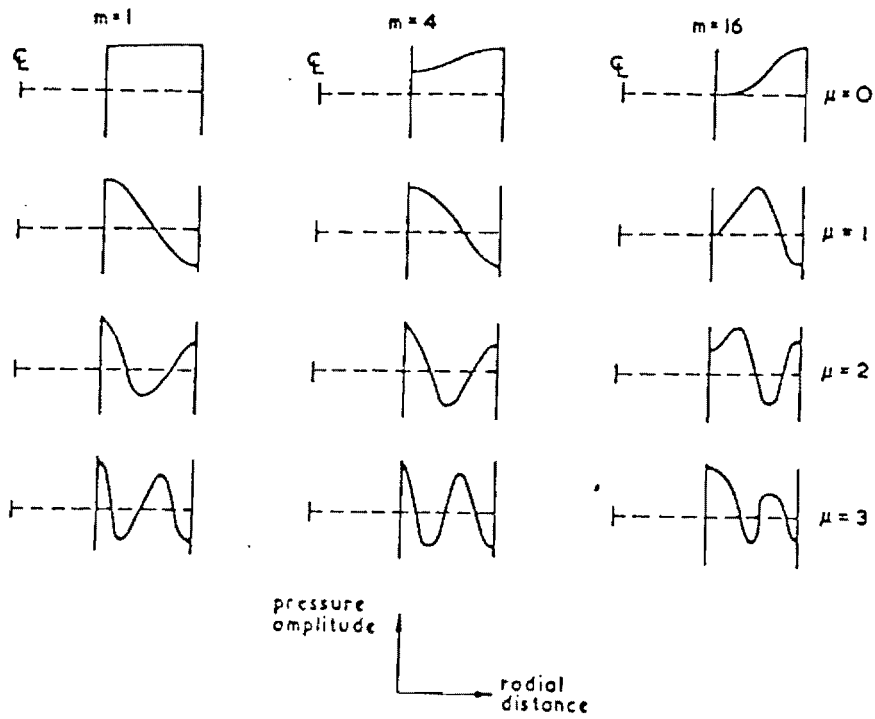 m = 1
m = 4
m = 16
℄ ℄ ℄
μ = 0
μ = 1
μ = 2
μ = 3
pressure
amplitude
radial
distance